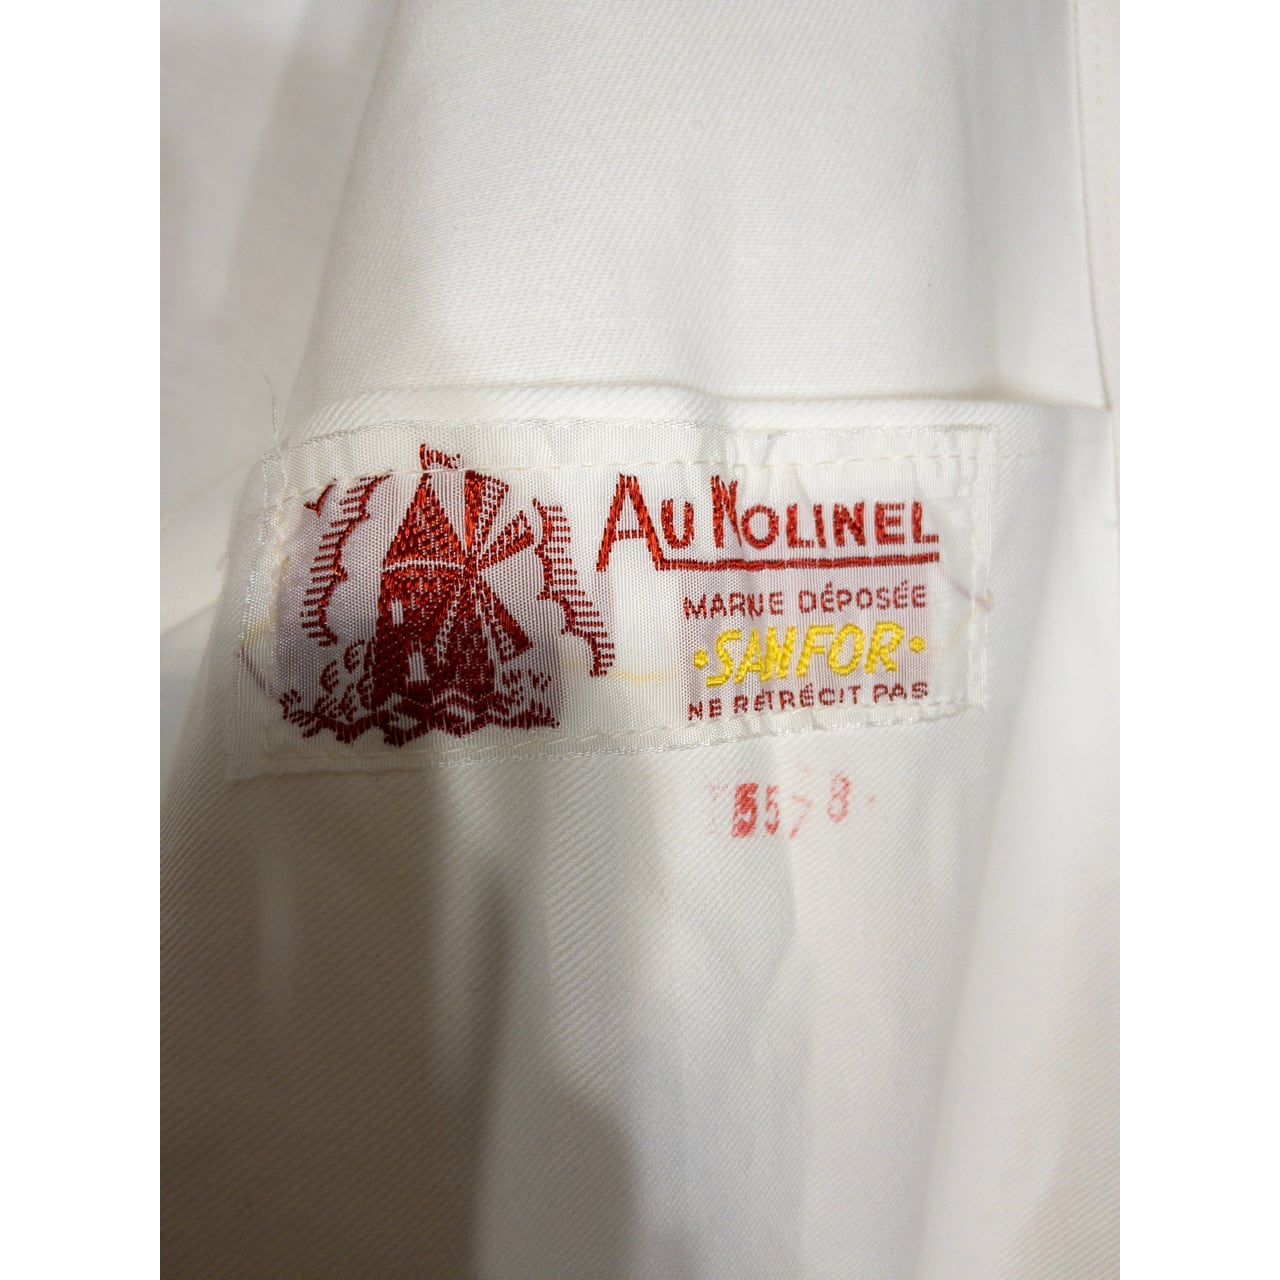 AU MOLINEL
MARQUE DÉPOSÉE
·SANFOR·
NE RETRÉCIT PAS